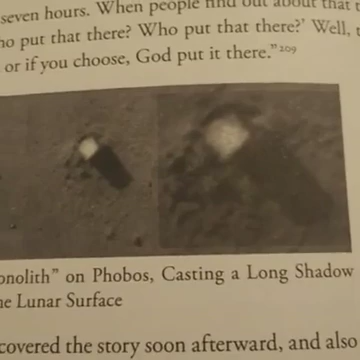 seven hours. When people find out about that t
ho put that there? Who put that there?' Well, t
or if you choose, God put it there."209
onolith" on Phobos, Casting a Long Shadow
e Lunar Surface
covered the story soon afterward, and also